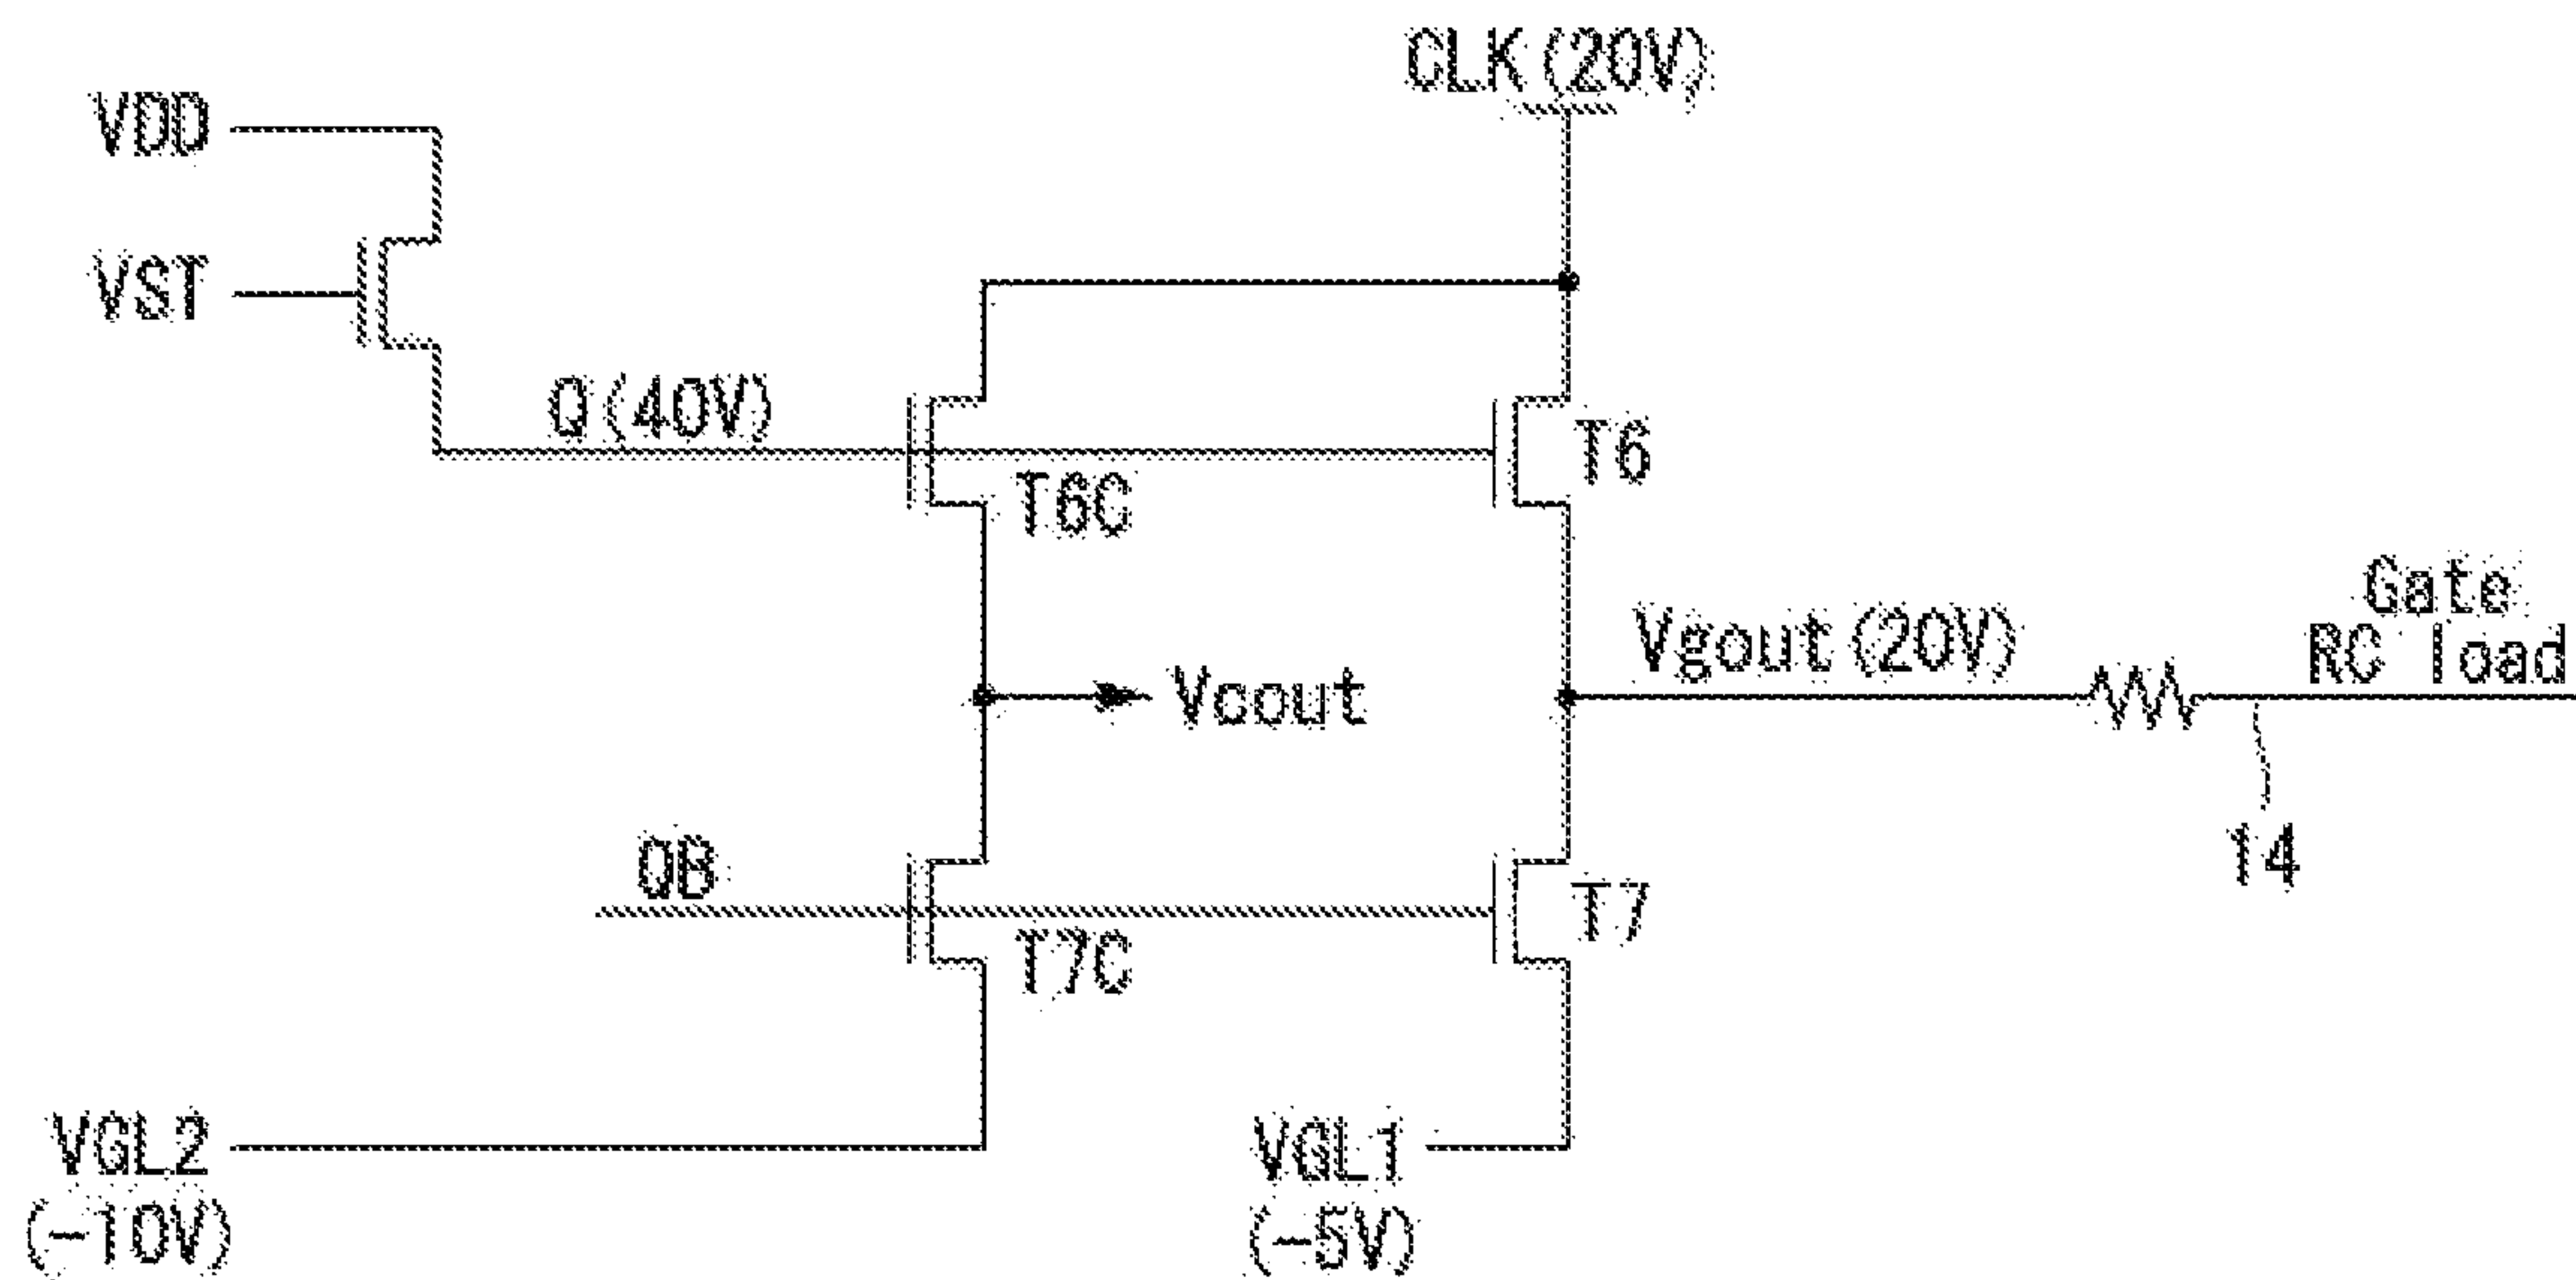 CLK(20V)
VDD
VST
Q(40V)
T6
T6C
Gate
RC load
Vgout(20V)
Vcout
14
QB
T7
T7C
VGL2
(-10V)
VGL1
(-5V)